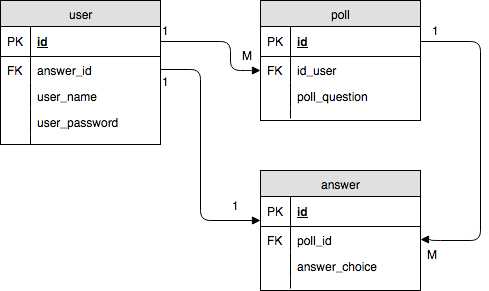 user
PK id
FK answer_id
user_name
user_password
1
M
1
1
poll
PK id
FK id_user
poll_question
1
M
answer
PK id
FK poll_id
answer_choice